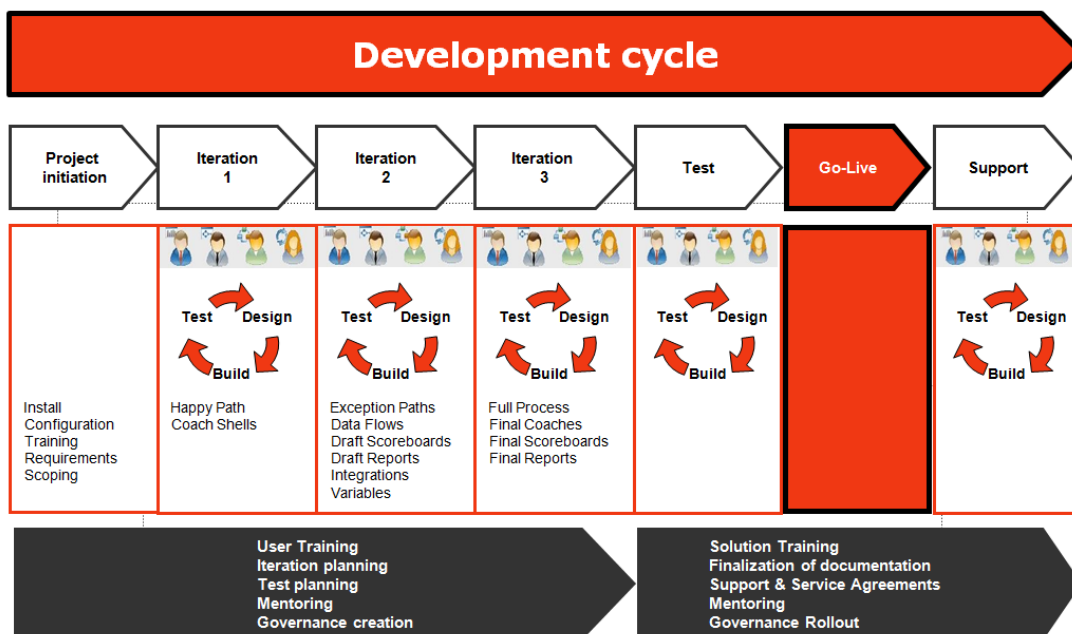 Development cycle
Project
initiation
Iteration
1
Iteration
2
Iteration
3
Test
Go-Live
Support
Test Design
Build
Test Design
Build
Test Design
Build
Test Design
Build
Test Design
Build
Install
Configuration
Training
Requirements
Scoping
Happy Path
Coach Shells
Exception Paths
Data Flows
Draft Scoreboards
Draft Reports
Integrations
Variables
Full Process
Final Coaches
Final Scoreboards
Final Reports
User Training
Iteration planning
Test planning
Mentoring
Governance creation
Solution Training
Finalization of documentation
Support & Service Agreements
Mentoring
Governance Rollout